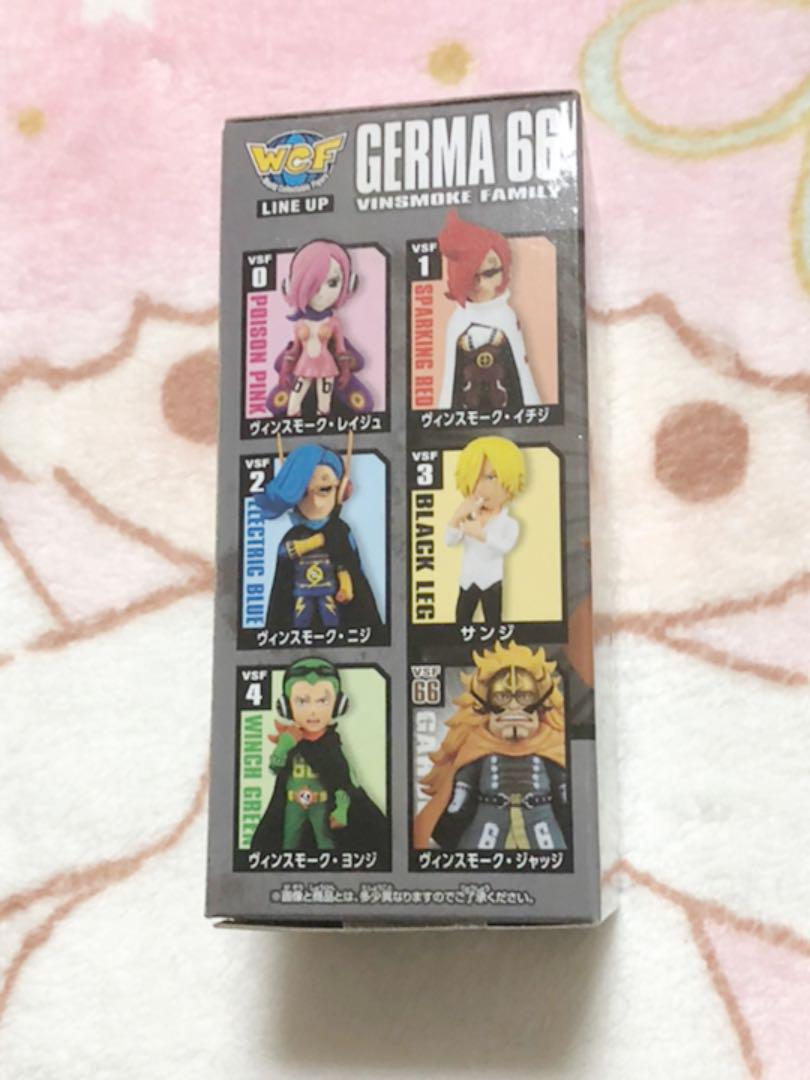 WCF
LINE UP
GERMA 66
VINSMOKE FAMILY
VSF
0
POISON PINK
ヴィンスモーク・レイジュ
VSF
1
SPARKING RED
ヴィンスモーク・イチジ
VSF
2
ELECTRIC BLUE
ヴィンスモーク・ニジ
VSF
3
BLACK LEG
サンジ
VSF
4
WINCH GREEN
ヴィンスモーク・ヨンジ
VSF
66
ヴィンスモーク・ジャッジ
※画像と商品とは、多少異なりますのでご了承ください。